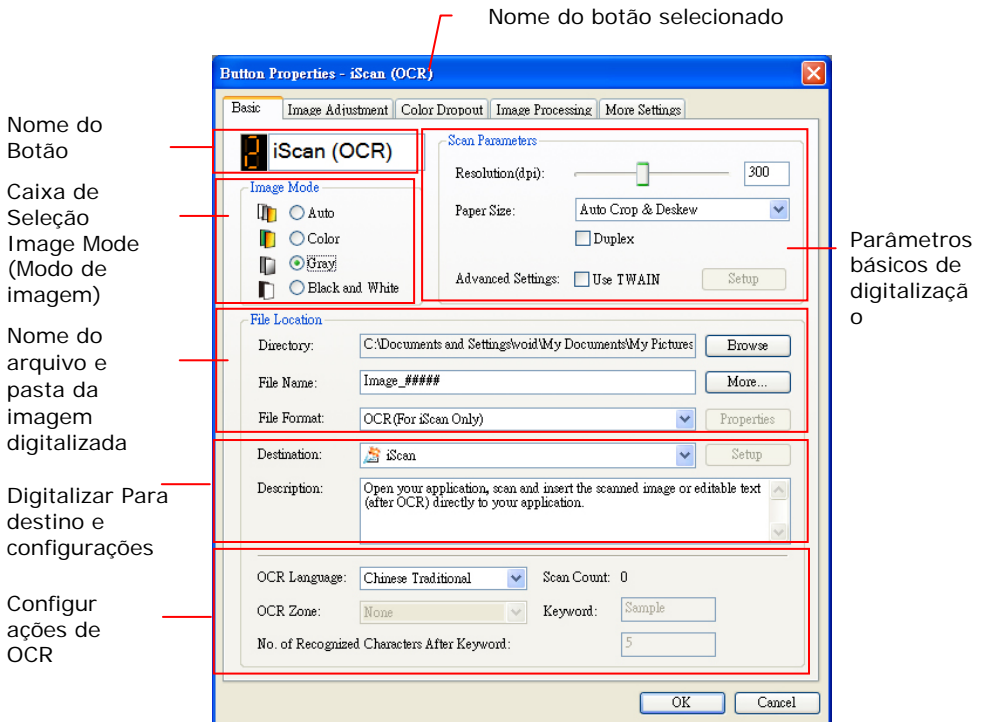 Nome do botão selecionado
Button Properties - iScan (OCR)
Basic Image Adjustment Color Dropout Image Processing More Settings
Nome do
Botão
2 iScan (OCR)
Caixa de
Seleção
Image Mode
(Modo de
imagem)
Image Mode
Auto
Color
Gray
Black and White
Scan Parameters
Resolution(dpi): 300
Paper Size: Auto Crop & Deskew
Duplex
Advanced Settings: Use TWAIN Setup
Parâmetros
básicos de
digitalizaçã
o
Nome do
arquivo e
pasta da
imagem
digitalizada
File Location
Directory: C:\Documents and Settings\void\My Documents\My Pictures Browse
File Name: Image_##### More...
File Format: OCR(For iScan Only) Properties
Digitalizar Para
destino e
configurações
Destination: iScan Setup
Description: Open your application, scan and insert the scanned image or editable text
(after OCR) directly to your application.
Configur
ações de
OCR
OCR Language: Chinese Traditional Scan Count: 0
OCR Zone: None Keyword: Sample
No. of Recognized Characters After Keyword: 5
OK Cancel